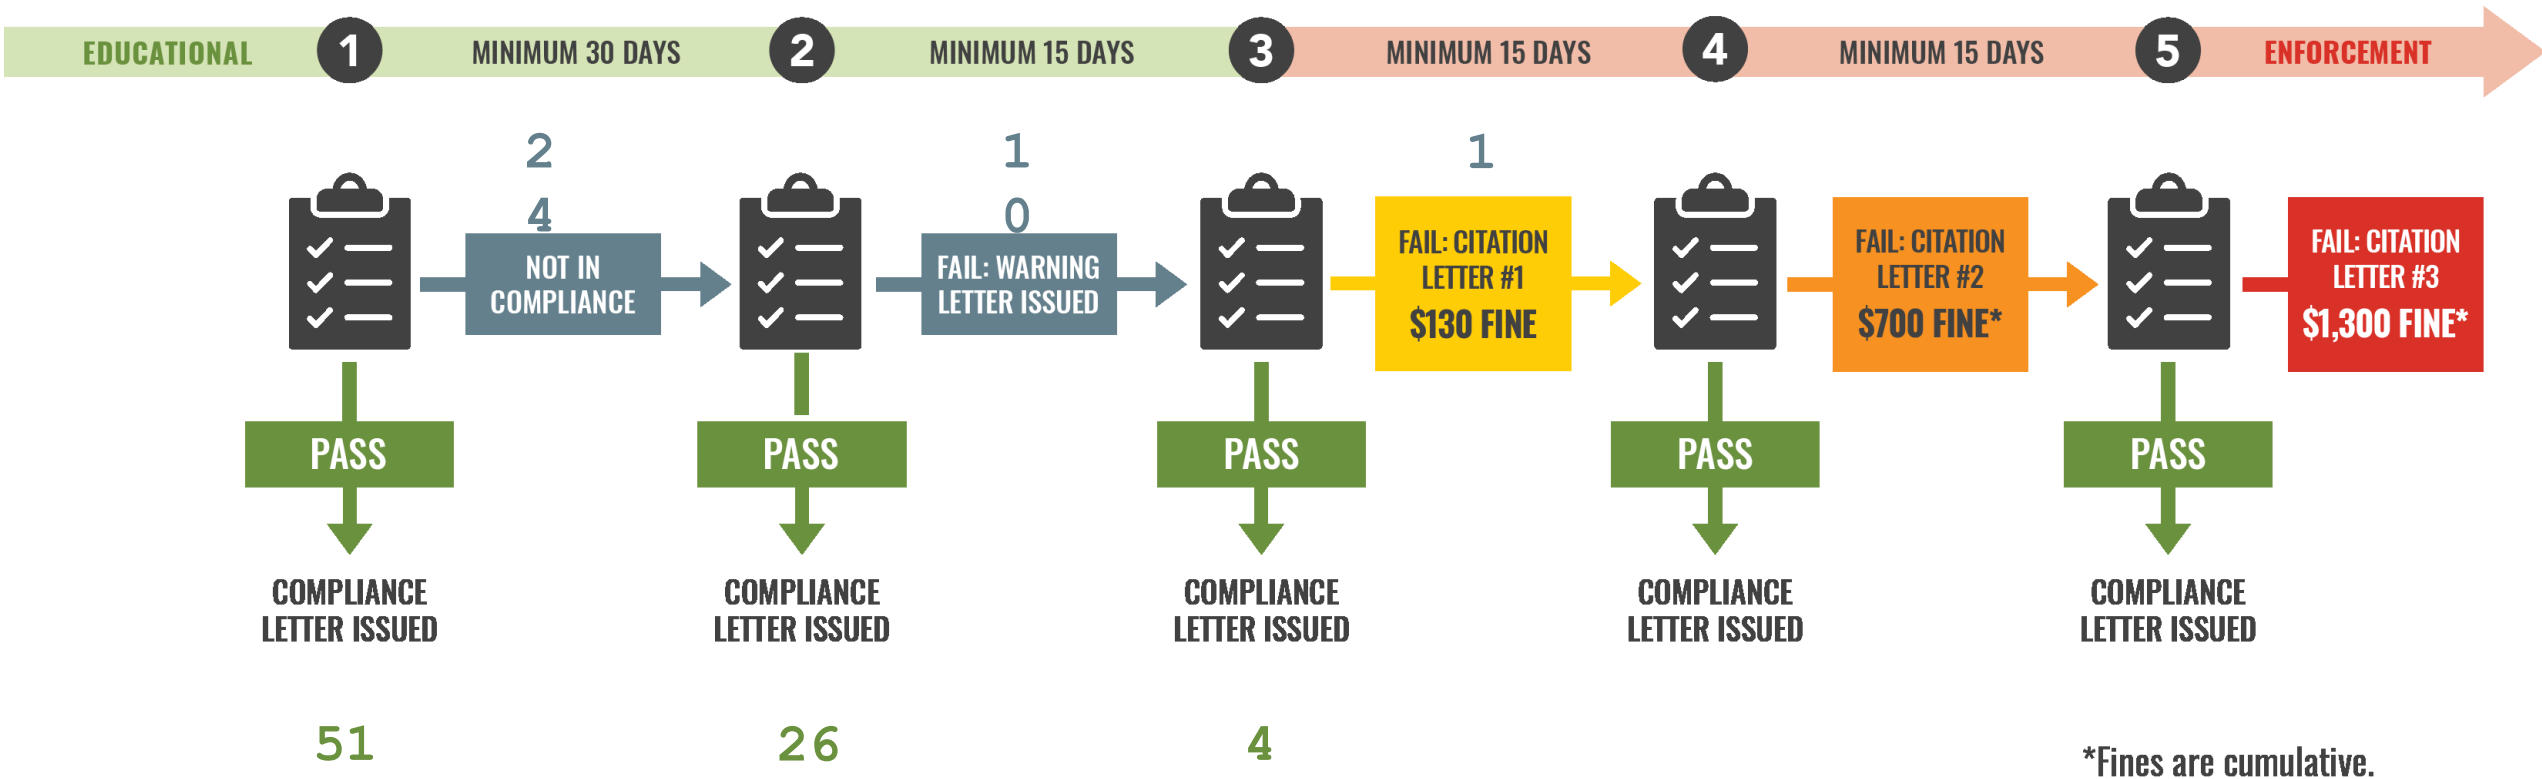 EDUCATIONAL 1 MINIMUM 30 DAYS 2 MINIMUM 15 DAYS 3 MINIMUM 15 DAYS 4 MINIMUM 15 DAYS 5 ENFORCEMENT
2
4
1
0
1
NOT IN
COMPLIANCE
FAIL: WARNING
LETTER ISSUED
FAIL: CITATION
LETTER #1
$130 FINE
FAIL: CITATION
LETTER #2
$700 FINE*
FAIL: CITATION
LETTER #3
$1,300 FINE*
PASS
PASS
PASS
PASS
PASS
COMPLIANCE
LETTER ISSUED
COMPLIANCE
LETTER ISSUED
COMPLIANCE
LETTER ISSUED
COMPLIANCE
LETTER ISSUED
COMPLIANCE
LETTER ISSUED
51
26
4
*Fines are cumulative.